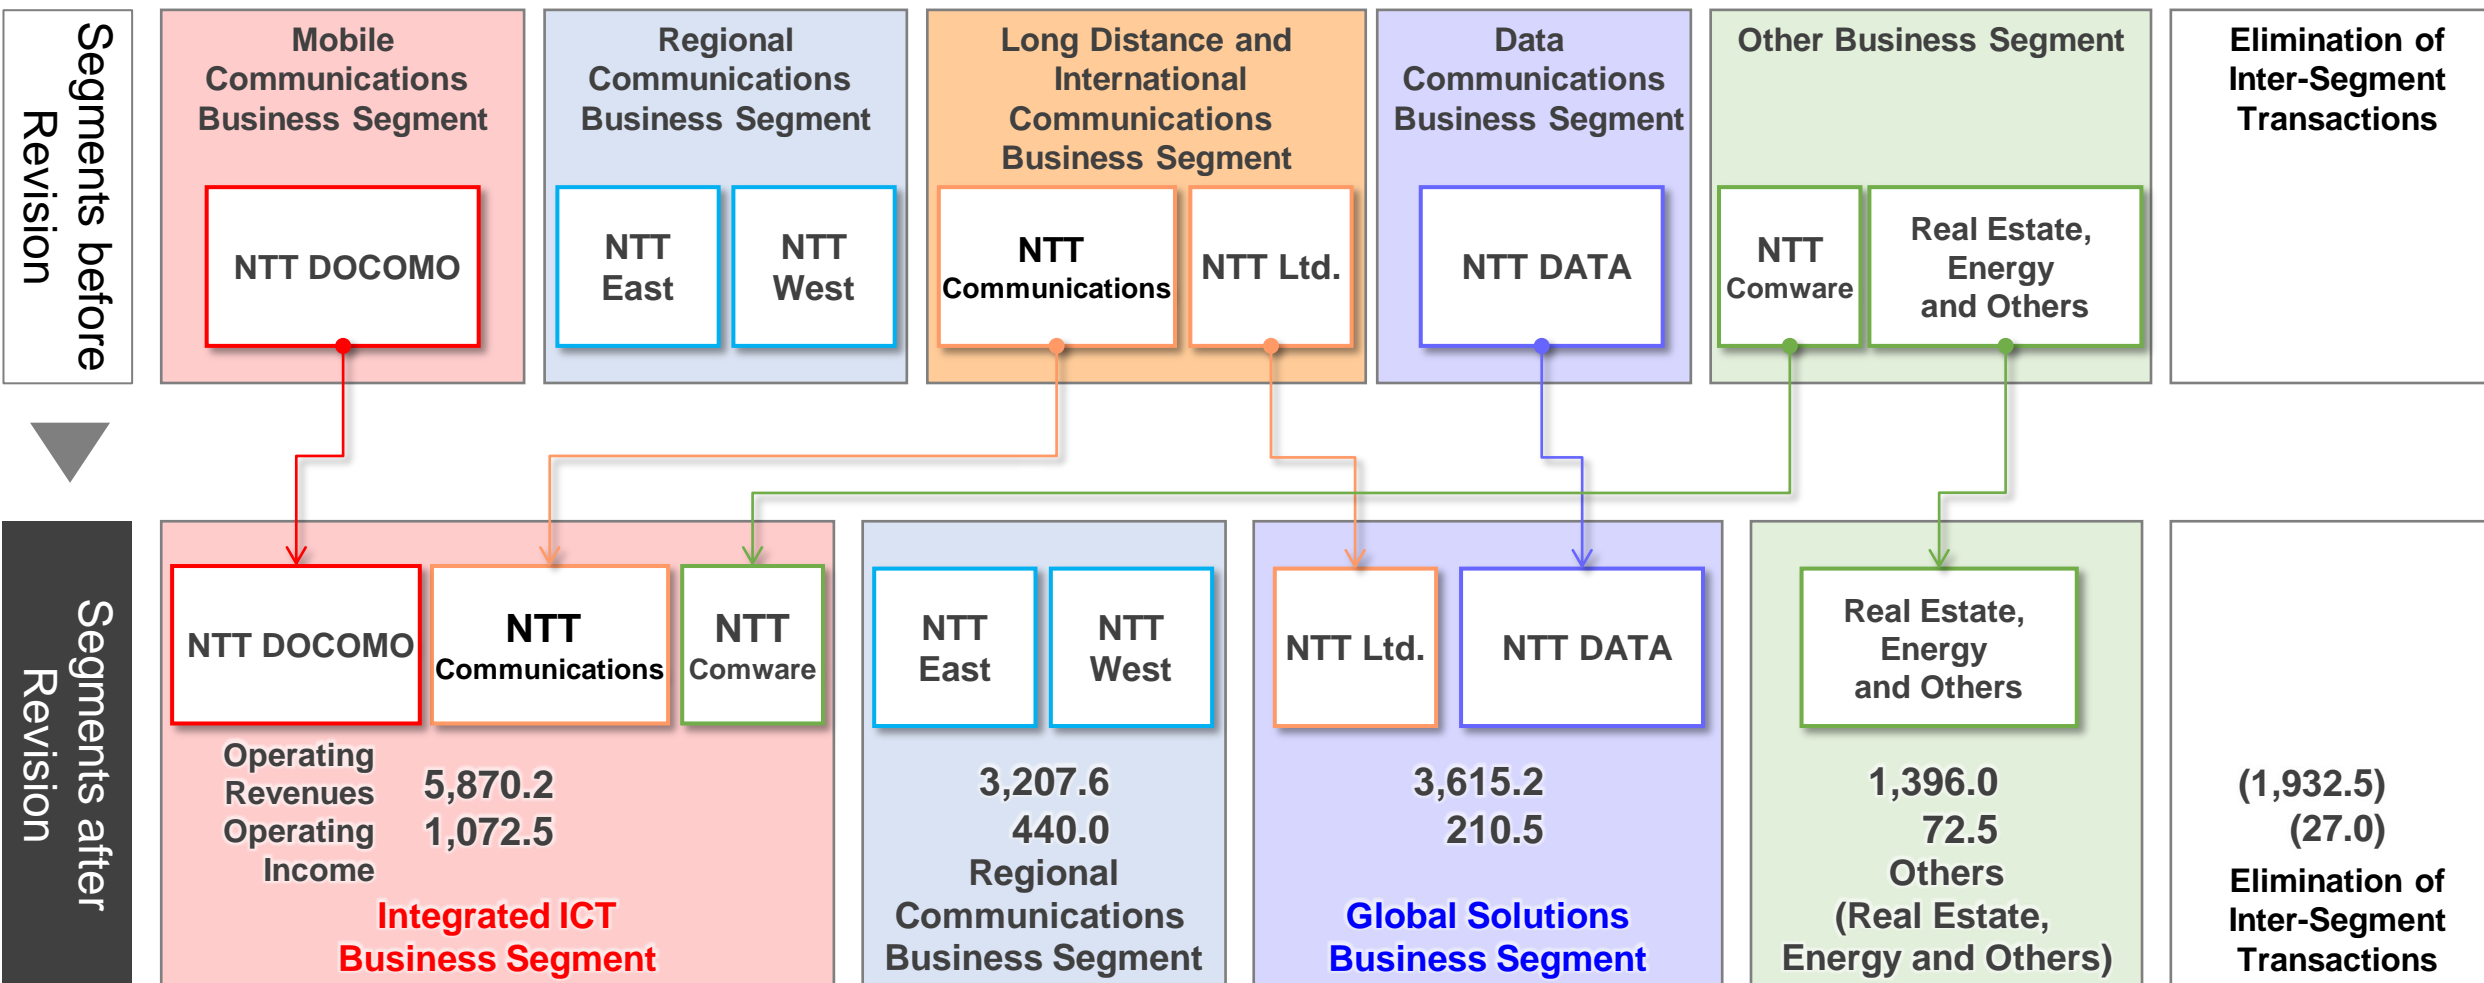 Segments before
Revision
Mobile
Communications
Business Segment
NTT DOCOMO
Regional
Communications
Business Segment
NTT
East
NTT
West
Long Distance and
International
Communications
Business Segment
NTT
Communications
NTT Ltd.
Data
Communications
Business Segment
NTT DATA
Other Business Segment
NTT
Comware
Real Estate,
Energy
and Others
Elimination of
Inter-Segment
Transactions
Segments after
Revision
NTT DOCOMO
NTT
Communications
NTT
Comware
Operating
Revenues
5,870.2
Operating
Income
1,072.5
Integrated ICT
Business Segment
NTT
East
NTT
West
3,207.6
440.0
Regional
Communications
Business Segment
NTT Ltd.
NTT DATA
3,615.2
210.5
Global Solutions
Business Segment
Real Estate,
Energy
and Others
1,396.0
72.5
Others
(Real Estate,
Energy and Others)
(1,932.5)
(27.0)
Elimination of
Inter-Segment
Transactions